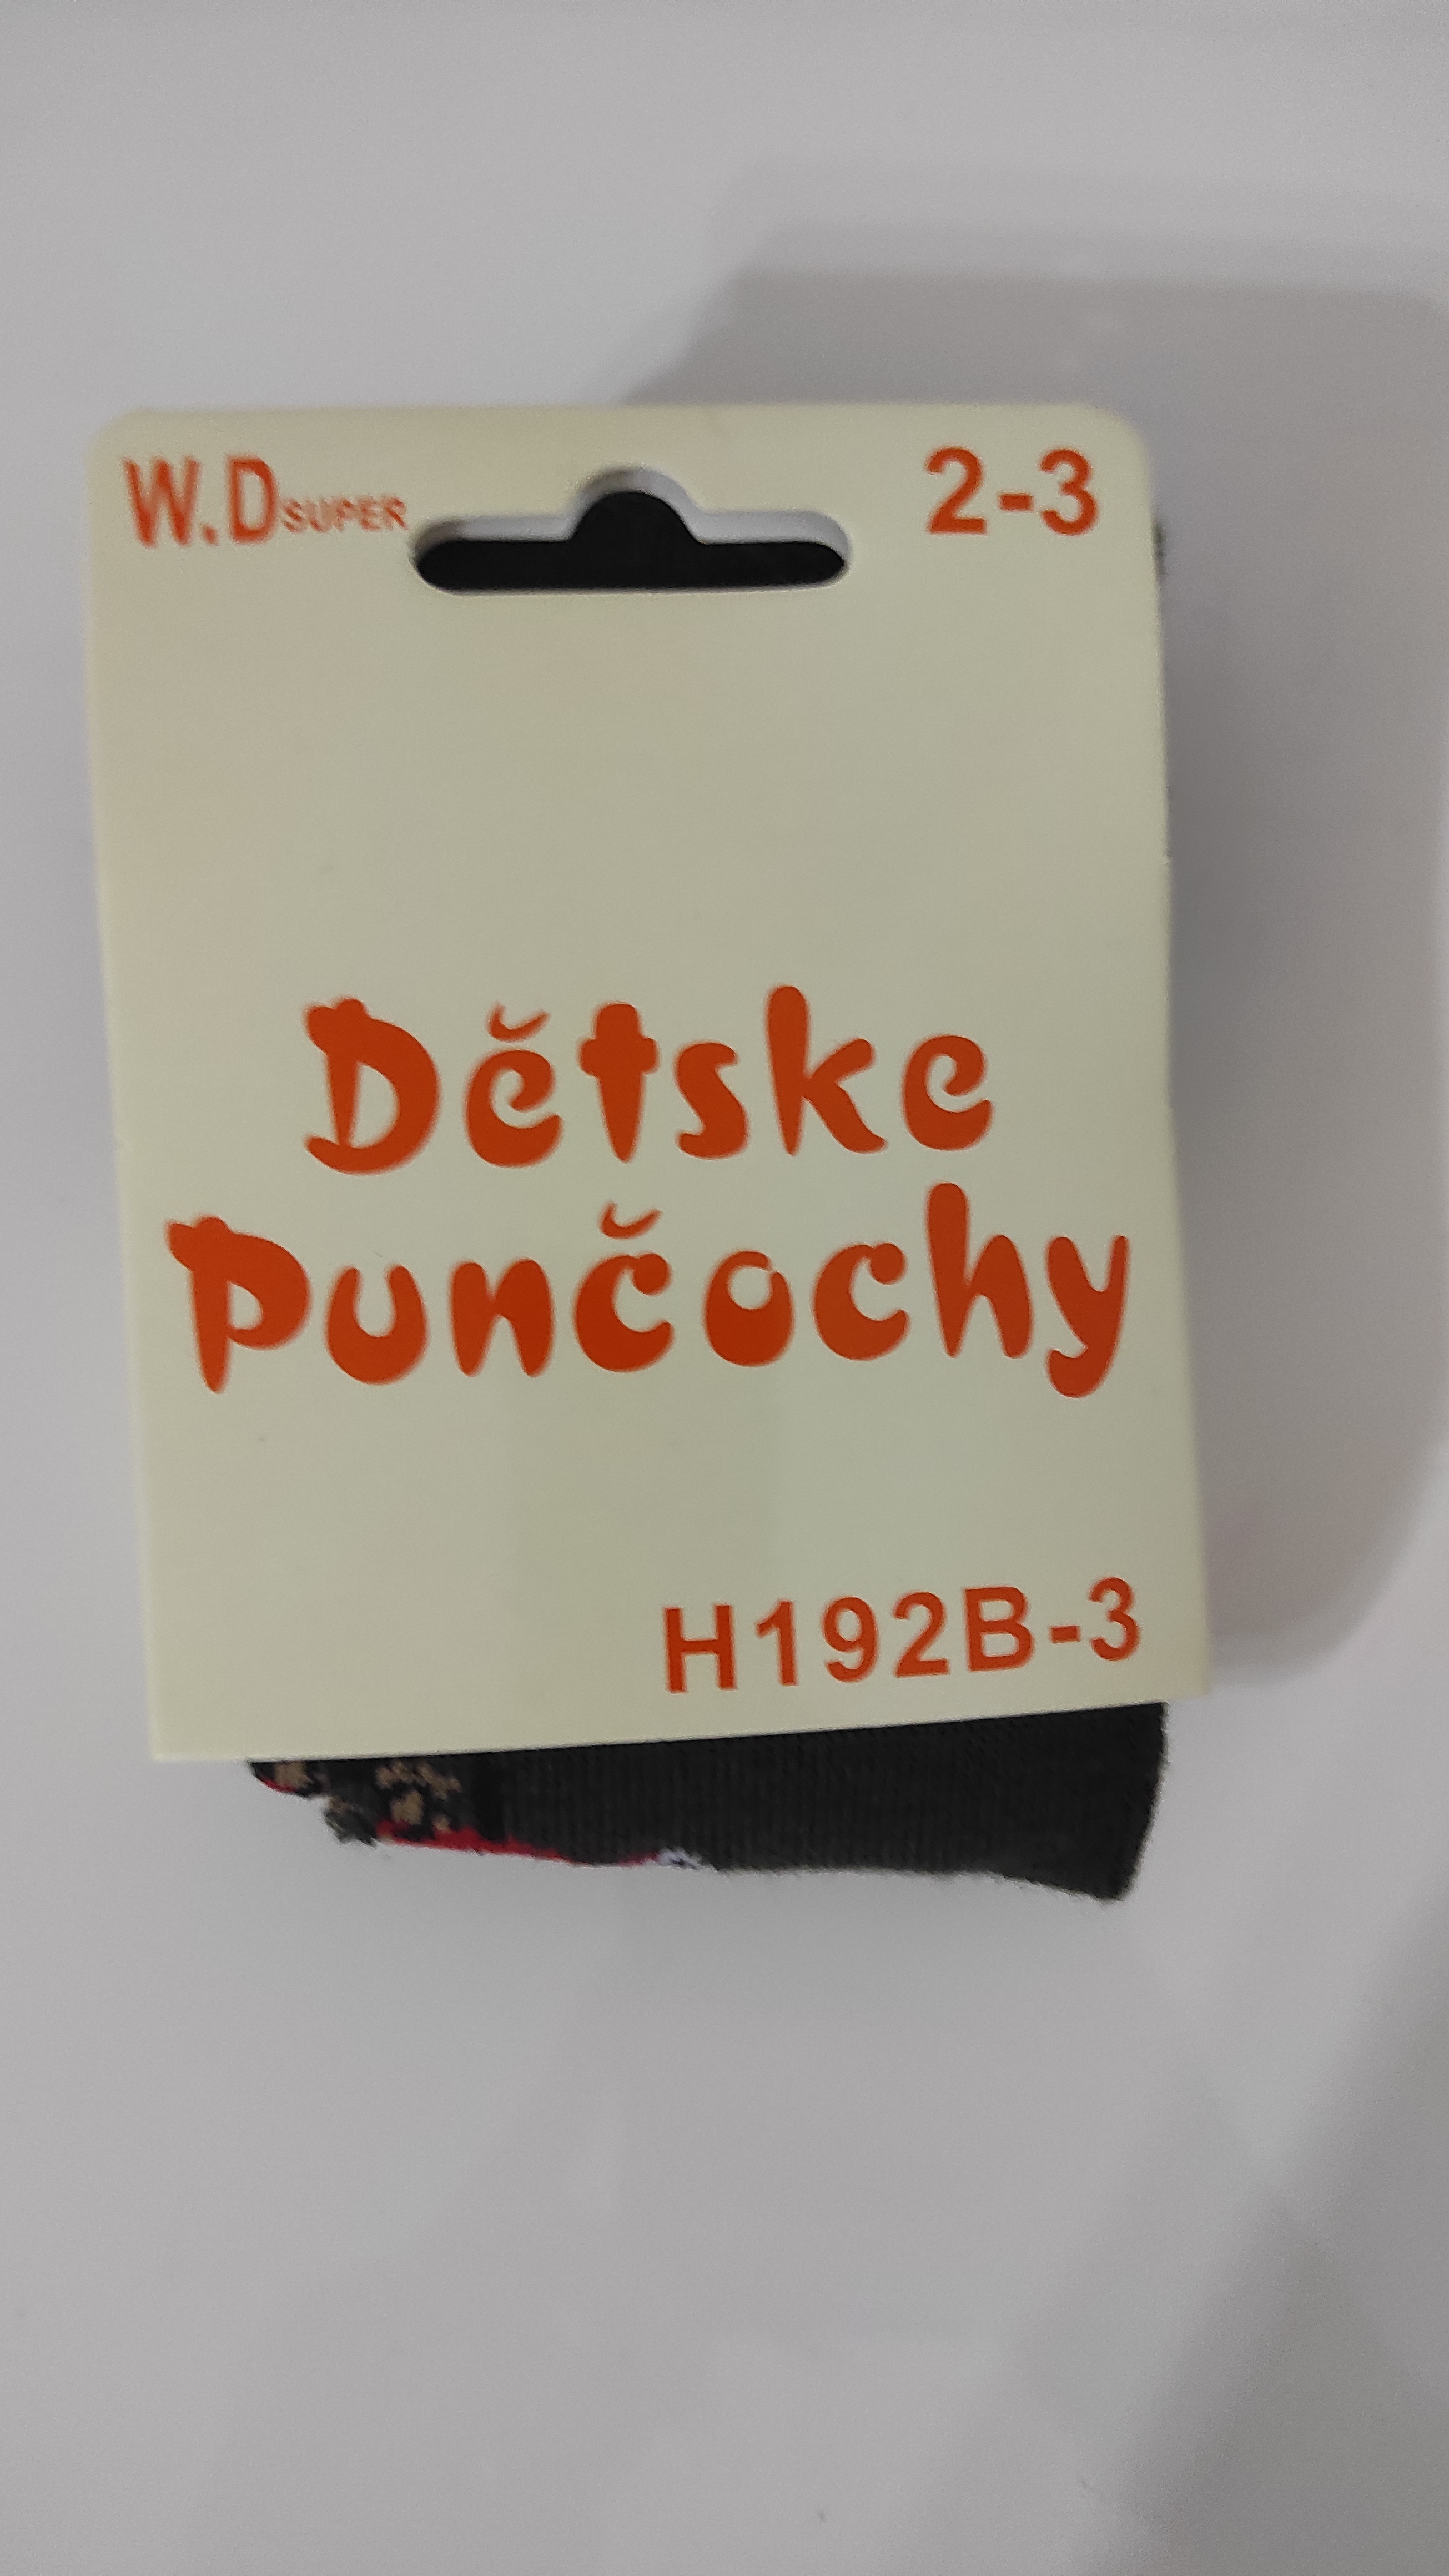 W.D SUPER 2-3
Dětske
Punčochy
H192B-3